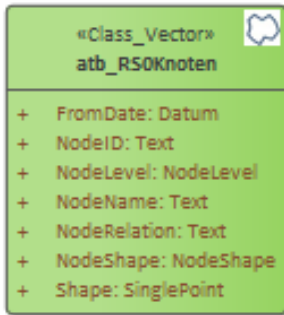 «Class_Vector»
atb_RS0Knoten
+ FromDate: Datum
+ NodeID: Text
+ NodeLevel: NodeLevel
+ NodeName: Text
+ NodeRelation: Text
+ NodeShape: NodeShape
+ Shape: SinglePoint